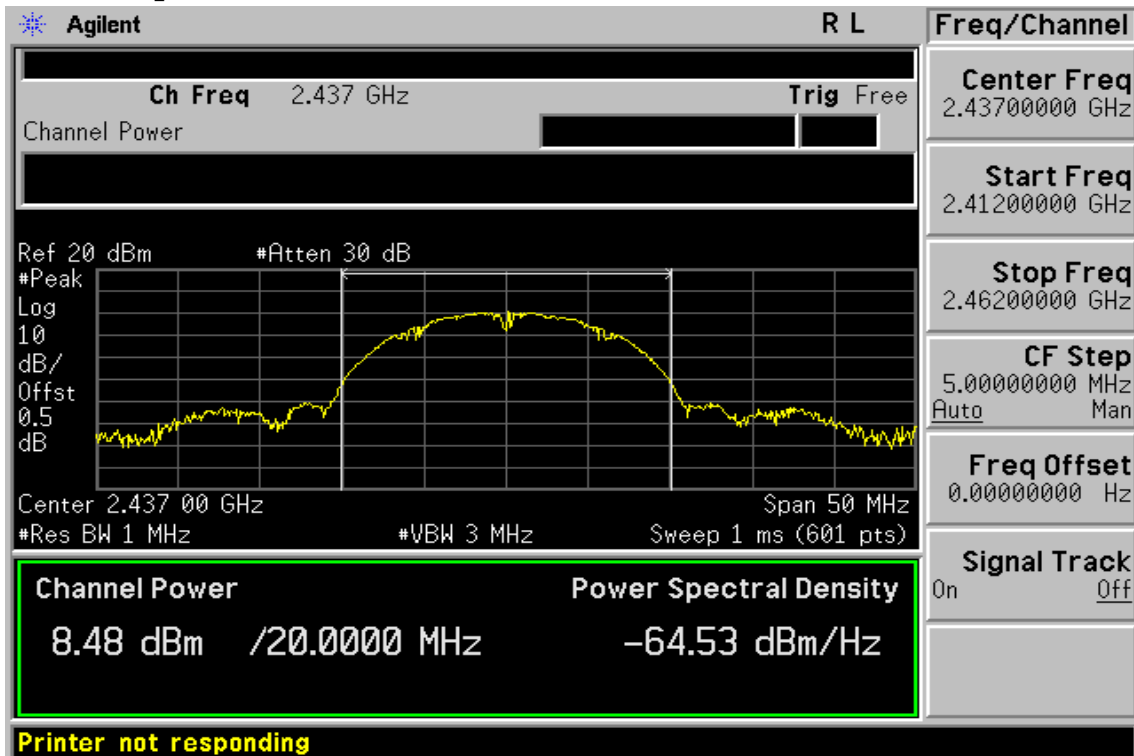 Agilent R L Freq/Channel
Ch Freq 2.437 GHz Trig Free
Channel Power
Center Freq
2.43700000 GHz
Start Freq
2.41200000 GHz
Ref 20 dBm #Atten 30 dB
#Peak
Log
10
dB/
Offst
0.5
dB
Stop Freq
2.46200000 GHz
CF Step
5.00000000 MHz
Auto Man
Freq Offset
0.00000000 Hz
Center 2.437 00 GHz Span 50 MHz
#Res BW 1 MHz #VBW 3 MHz Sweep 1 ms (601 pts)
Signal Track
On Off
Channel Power Power Spectral Density
8.48 dBm /20.0000 MHz -64.53 dBm/Hz
Printer not responding